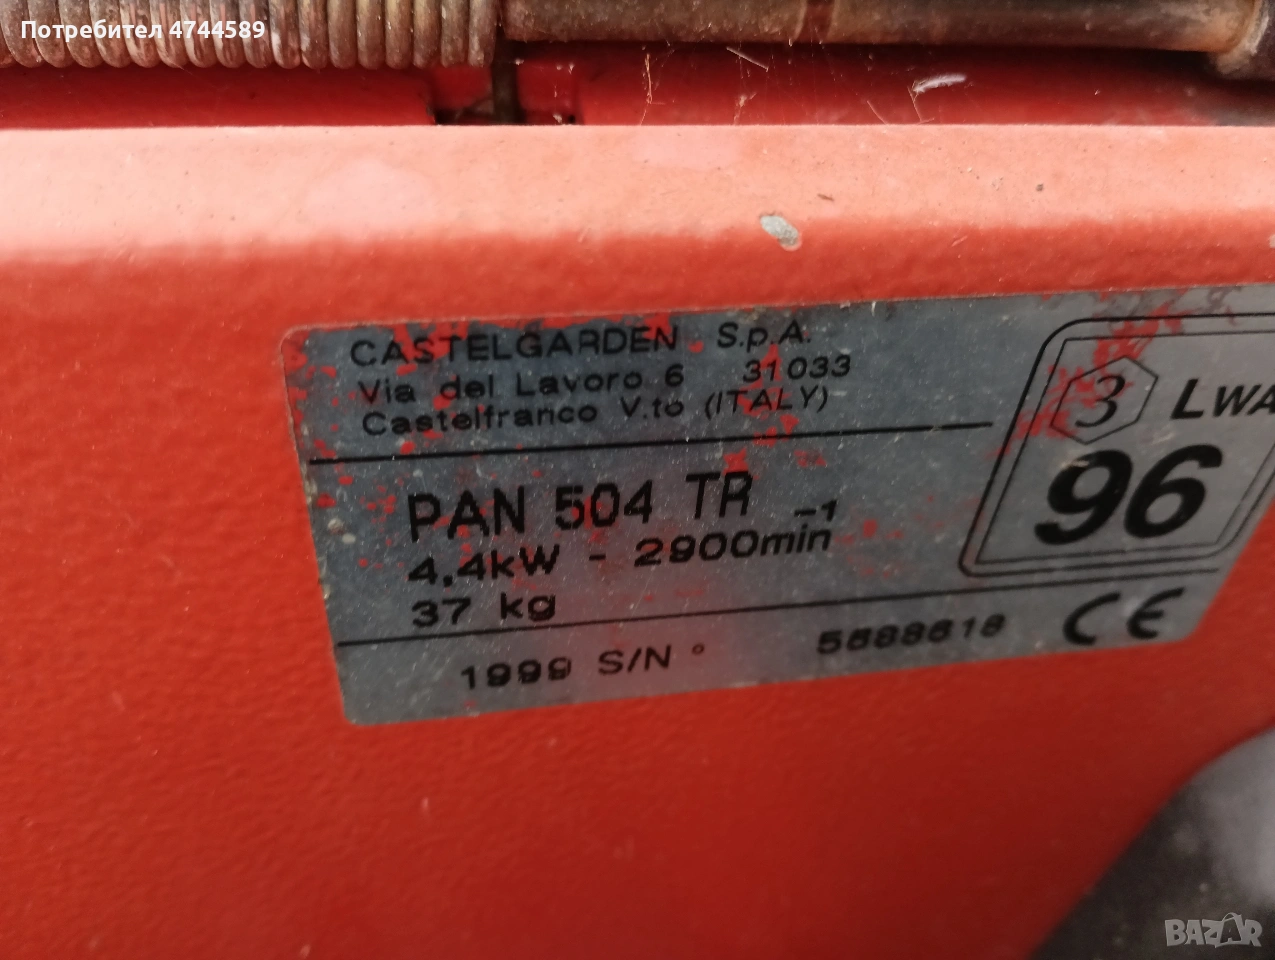 Потребител 4744589
CASTELGARDEN S.p.A.
Via del Lavoro 6 31033
Castelfranco V.to (ITALY)
3 LWA
96
PAN 504 TR
4,4kW - 2900min -1
37 kg
1999 S/N °
CE
BAZAR